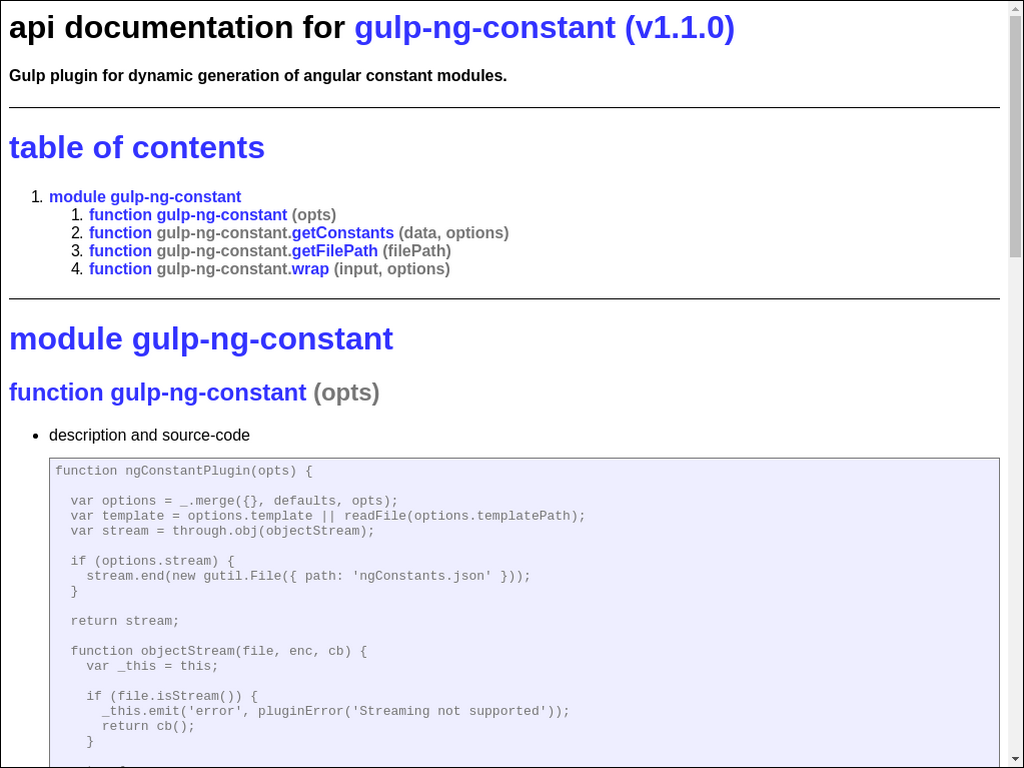 api documentation for gulp-ng-constant (v1.1.0)
Gulp plugin for dynamic generation of angular constant modules.
table of contents
1. module gulp-ng-constant
1. function gulp-ng-constant (opts)
2. function gulp-ng-constant.getConstants (data, options)
3. function gulp-ng-constant.getFilePath (filePath)
4. function gulp-ng-constant.wrap (input, options)
module gulp-ng-constant
function gulp-ng-constant (opts)
• description and source-code
function ngConstantPlugin(opts) {
  var options = _.merge({}, defaults, opts);
  var template = options.template || readFile(options.templatePath);
  var stream = through.obj(objectStream);
  if (options.stream) {
    stream.end(new gutil.File({ path: 'ngConstants.json' }));
  }
  return stream;
  function objectStream(file, enc, cb) {
    var _this = this;
    if (file.isStream()) {
      _this.emit('error', pluginError('Streaming not supported'));
      return cb();
    }